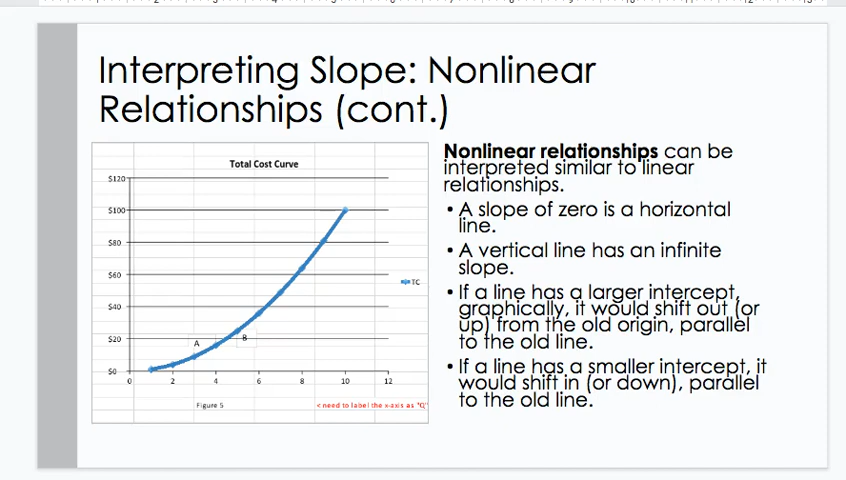 Interpreting Slope: Nonlinear
Relationships (cont.)
Total Cost Curve
$120
$100
$80
$60
$40
$20
$0
A
B
TC
0 2 4 6 8 10 12
Figure 5
< need to label the x-axis as "Q"
Nonlinear relationships can be
interpreted similar to linear
relationships.
• A slope of zero is a horizontal
line.
• A vertical line has an infinite
slope.
• If a line has a larger intercept,
graphically, it would shift out (or
up) from the old origin, parallel
to the old line.
• If a line has a smaller intercept, it
would shift in (or down), parallel
to the old line.